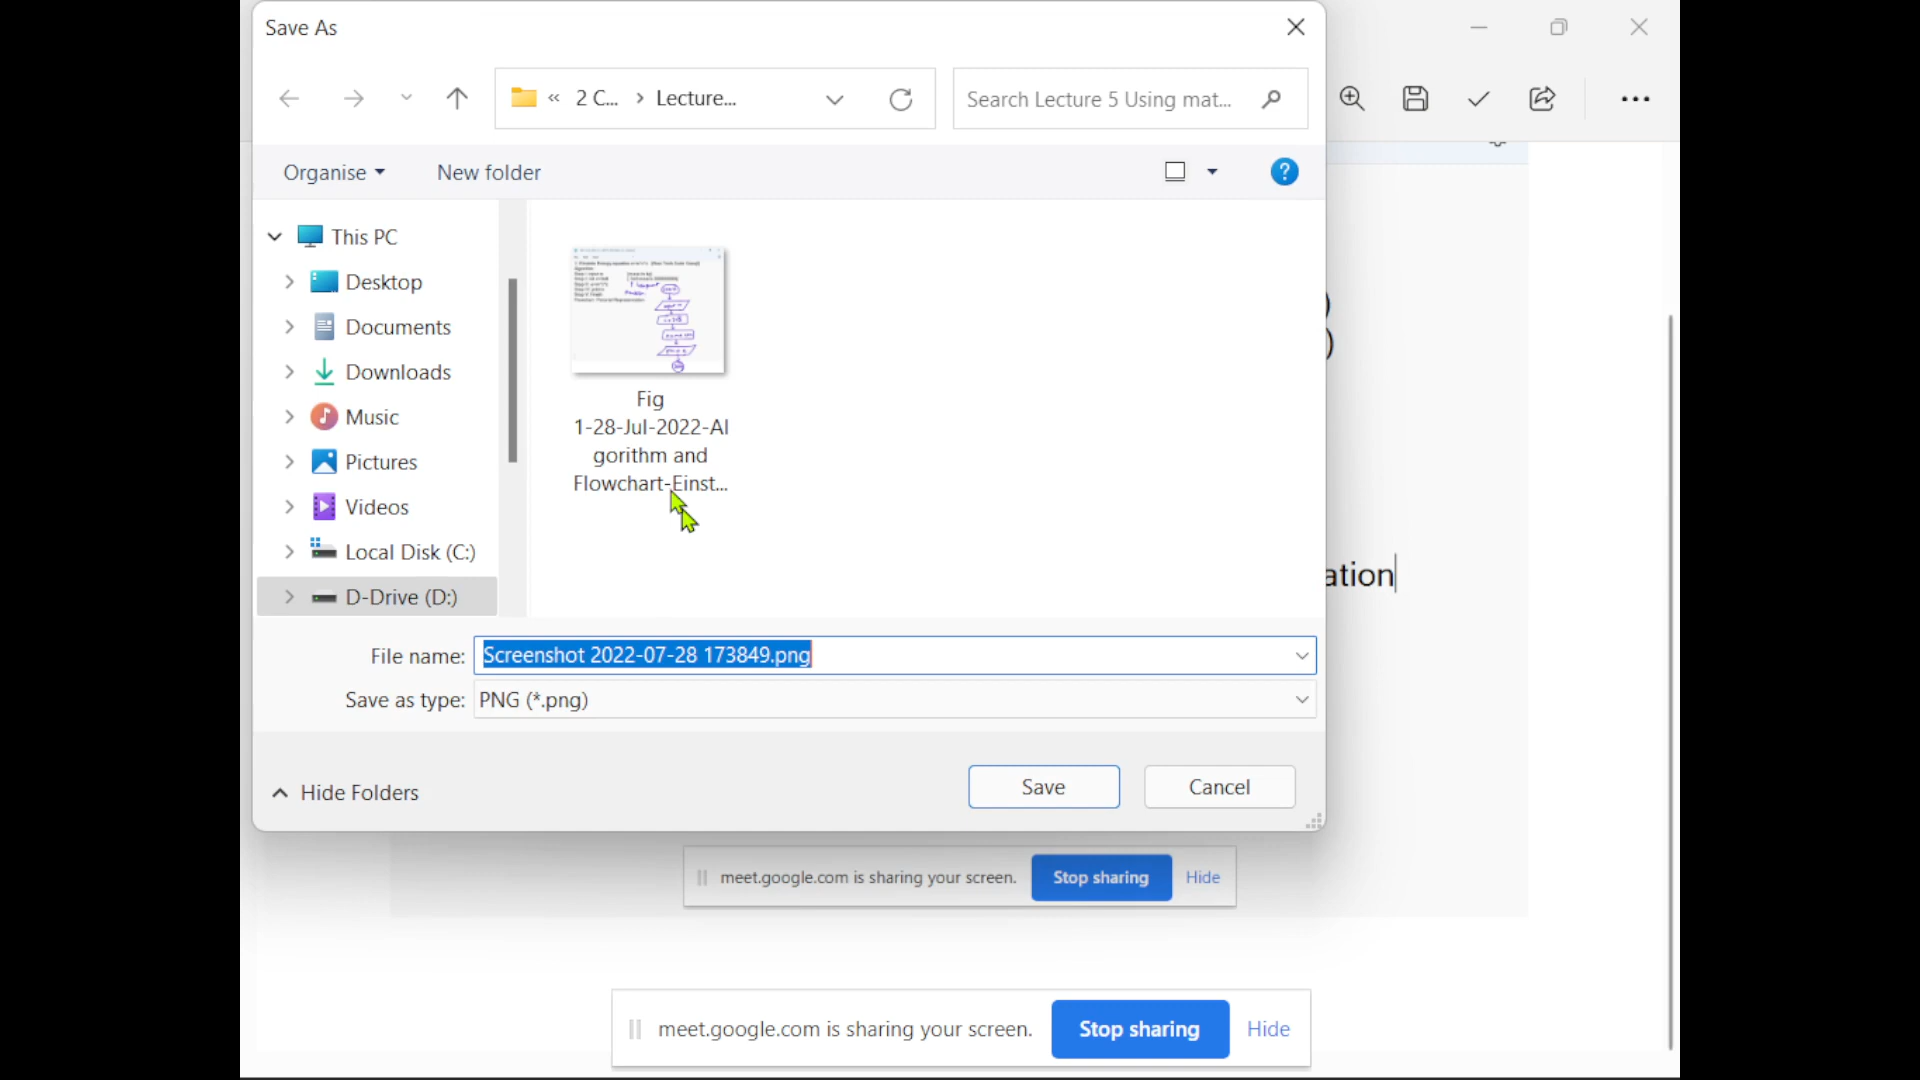 Save As
« 2 C... > Lecture...
Search Lecture 5 Using mat...
Organise
New folder
?
This PC
Desktop
Documents
Downloads
Music
Pictures
Videos
Local Disk (C:)
D-Drive (D:)
Fig
1-28-Jul-2022-Al
gorithm and
Flowchart-Einst...
)
)
ation
File name: Screenshot 2022-07-28 173849.png
Save as type: PNG (*.png)
Hide Folders
Save
Cancel
meet.google.com is sharing your screen. Stop sharing Hide
meet.google.com is sharing your screen. Stop sharing Hide